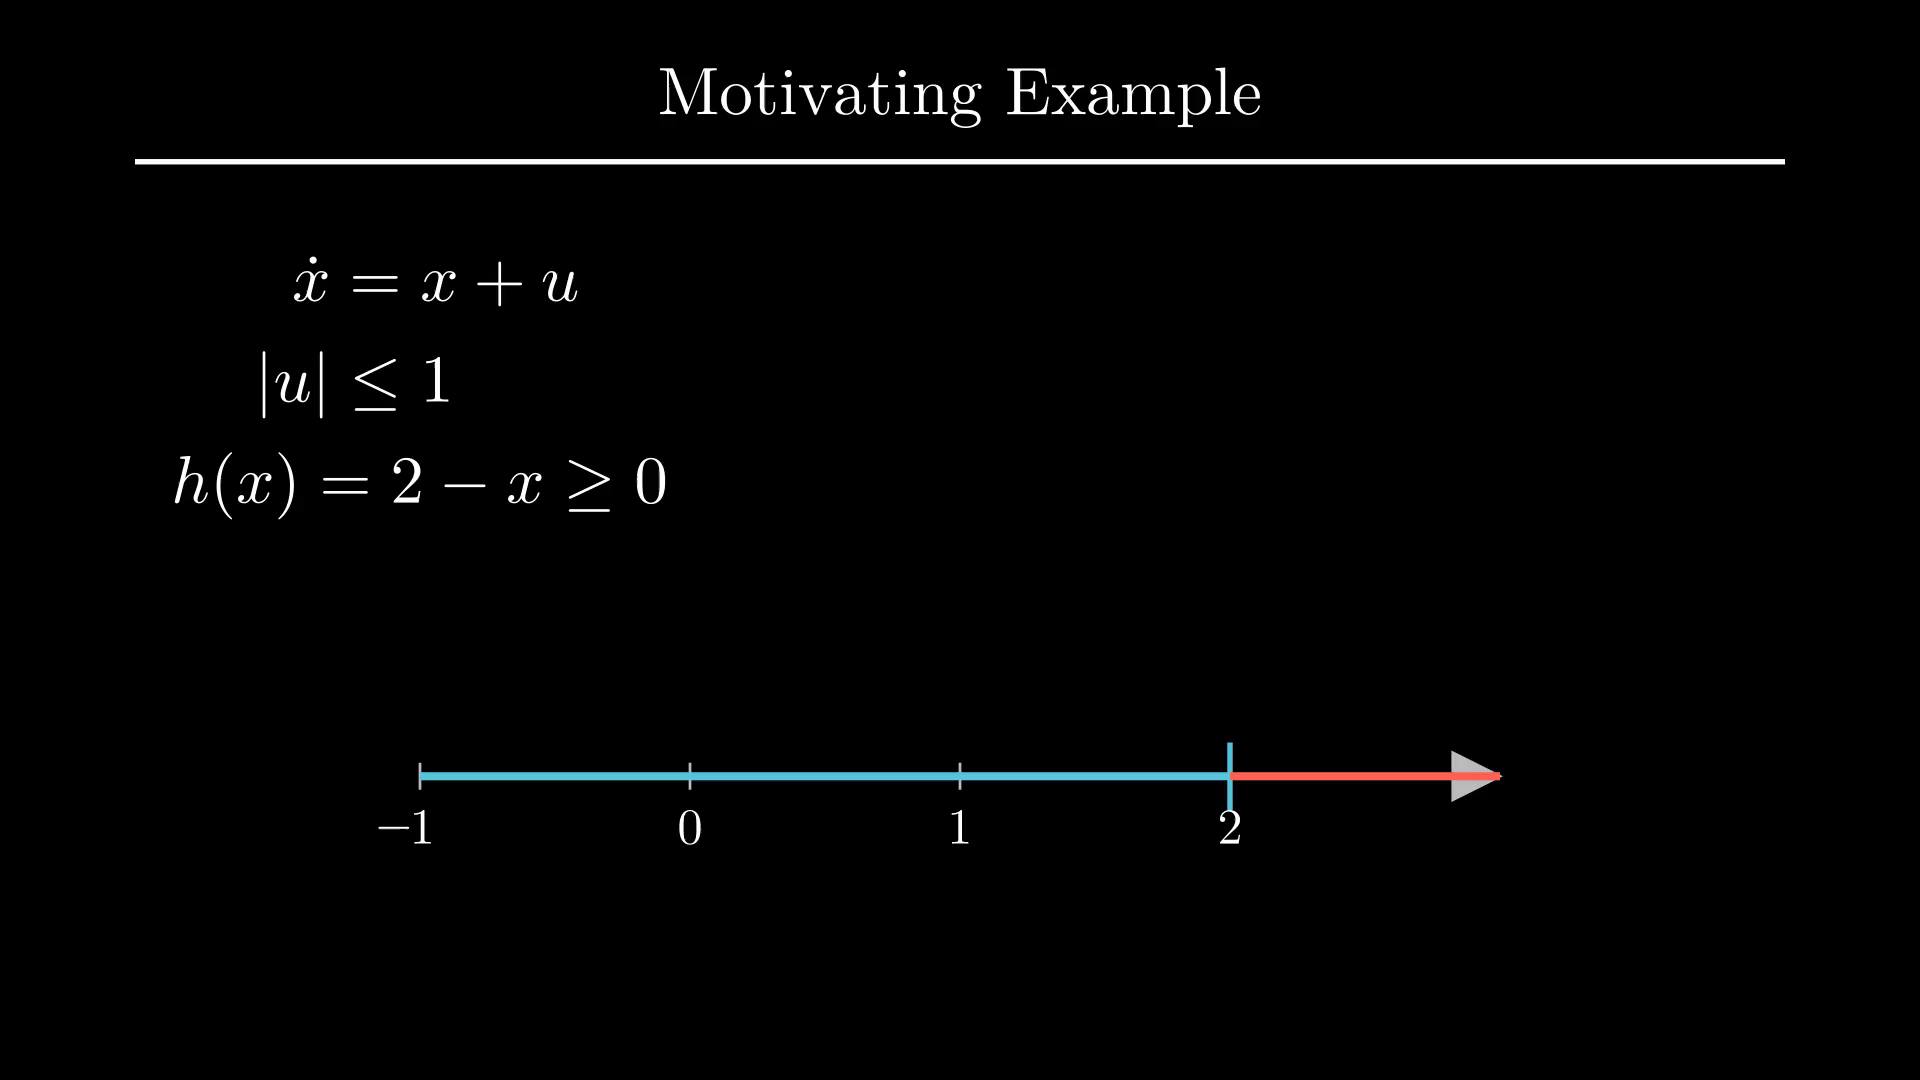 Motivating Example
ẋ = x + u
|u| ≤ 1
h(x) = 2 − x ≥ 0
−1 0 1 2